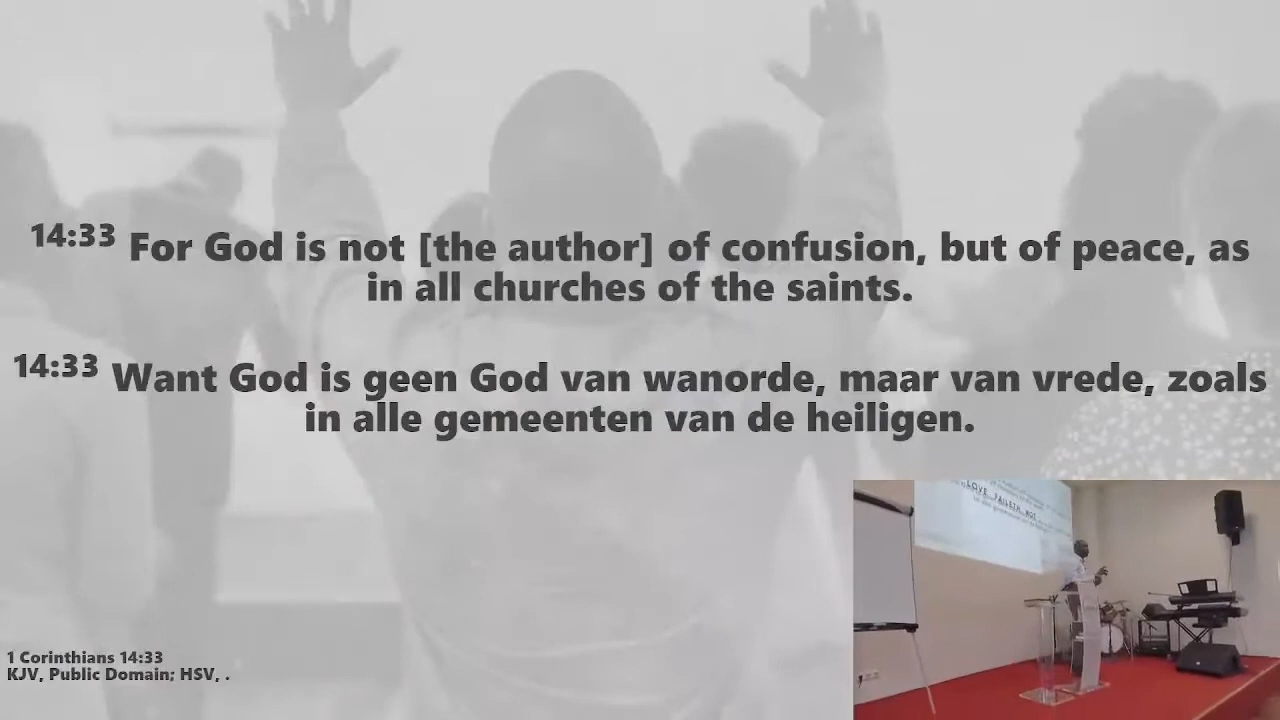 14:33 For God is not [the author] of confusion, but of peace, as
in all churches of the saints.
14:33 Want God is geen God van wanorde, maar van vrede, zoals
in alle gemeenten van de heiligen.
1 Corinthians 14:33
KJV, Public Domain; HSV, .
LOVE FAILETH NOT